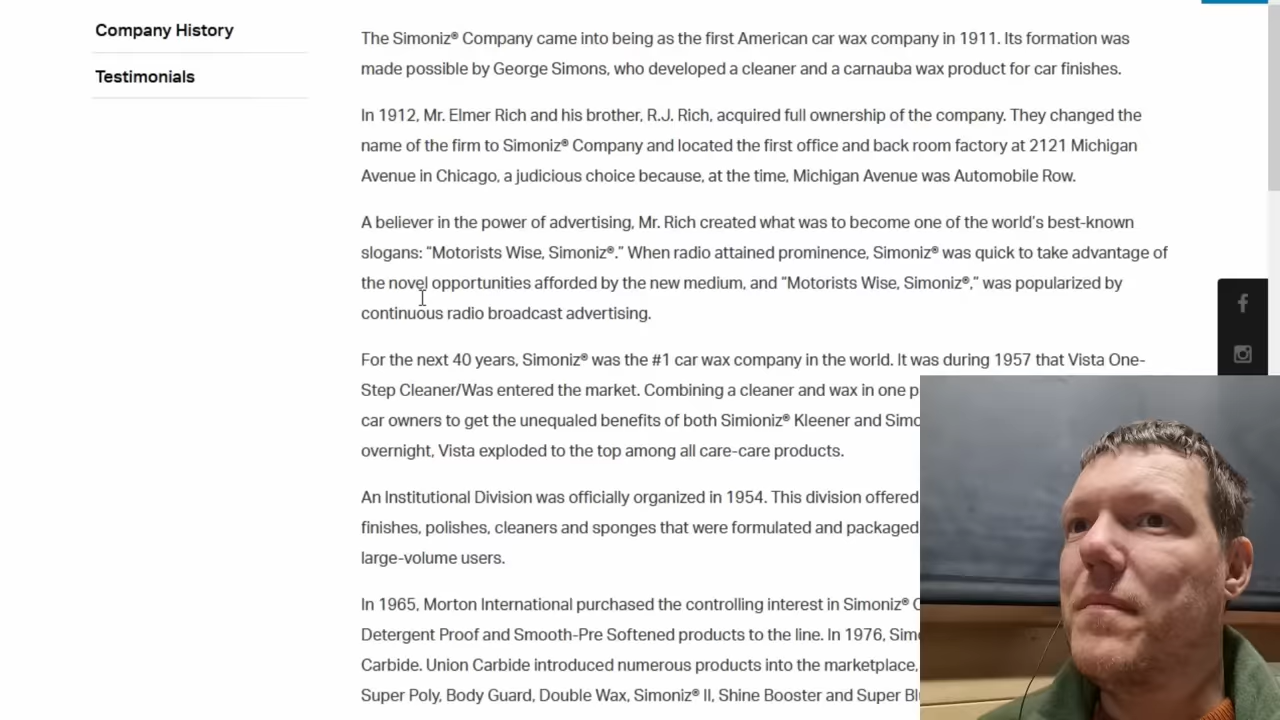 Company History
Testimonials
The Simoniz® Company came into being as the first American car wax company in 1911. Its formation was
made possible by George Simons, who developed a cleaner and a carnauba wax product for car finishes.
In 1912, Mr. Elmer Rich and his brother, R.J. Rich, acquired full ownership of the company. They changed the
name of the firm to Simoniz® Company and located the first office and back room factory at 2121 Michigan
Avenue in Chicago, a judicious choice because, at the time, Michigan Avenue was Automobile Row.
A believer in the power of advertising, Mr. Rich created what was to become one of the world's best-known
slogans: “Motorists Wise, Simoniz®.” When radio attained prominence, Simoniz® was quick to take advantage of
the novel opportunities afforded by the new medium, and “Motorists Wise, Simoniz®,” was popularized by
continuous radio broadcast advertising.
For the next 40 years, Simoniz® was the #1 car wax company in the world. It was during 1957 that Vista One-
Step Cleaner/Was entered the market. Combining a cleaner and wax in one
car owners to get the unequaled benefits of both Simioniz® Kleener and
overnight, Vista exploded to the top among all care-care products.
An Institutional Division was officially organized in 1954. This division offered
finishes, polishes, cleaners and sponges that were formulated and packaged
large-volume users.
In 1965, Morton International purchased the controlling interest in Simoniz®
Detergent Proof and Smooth-Pre Softened products to the line. In 1976,
Carbide. Union Carbide introduced numerous products into the marketplace,
Super Poly, Body Guard, Double Wax, Simoniz® II, Shine Booster and Super